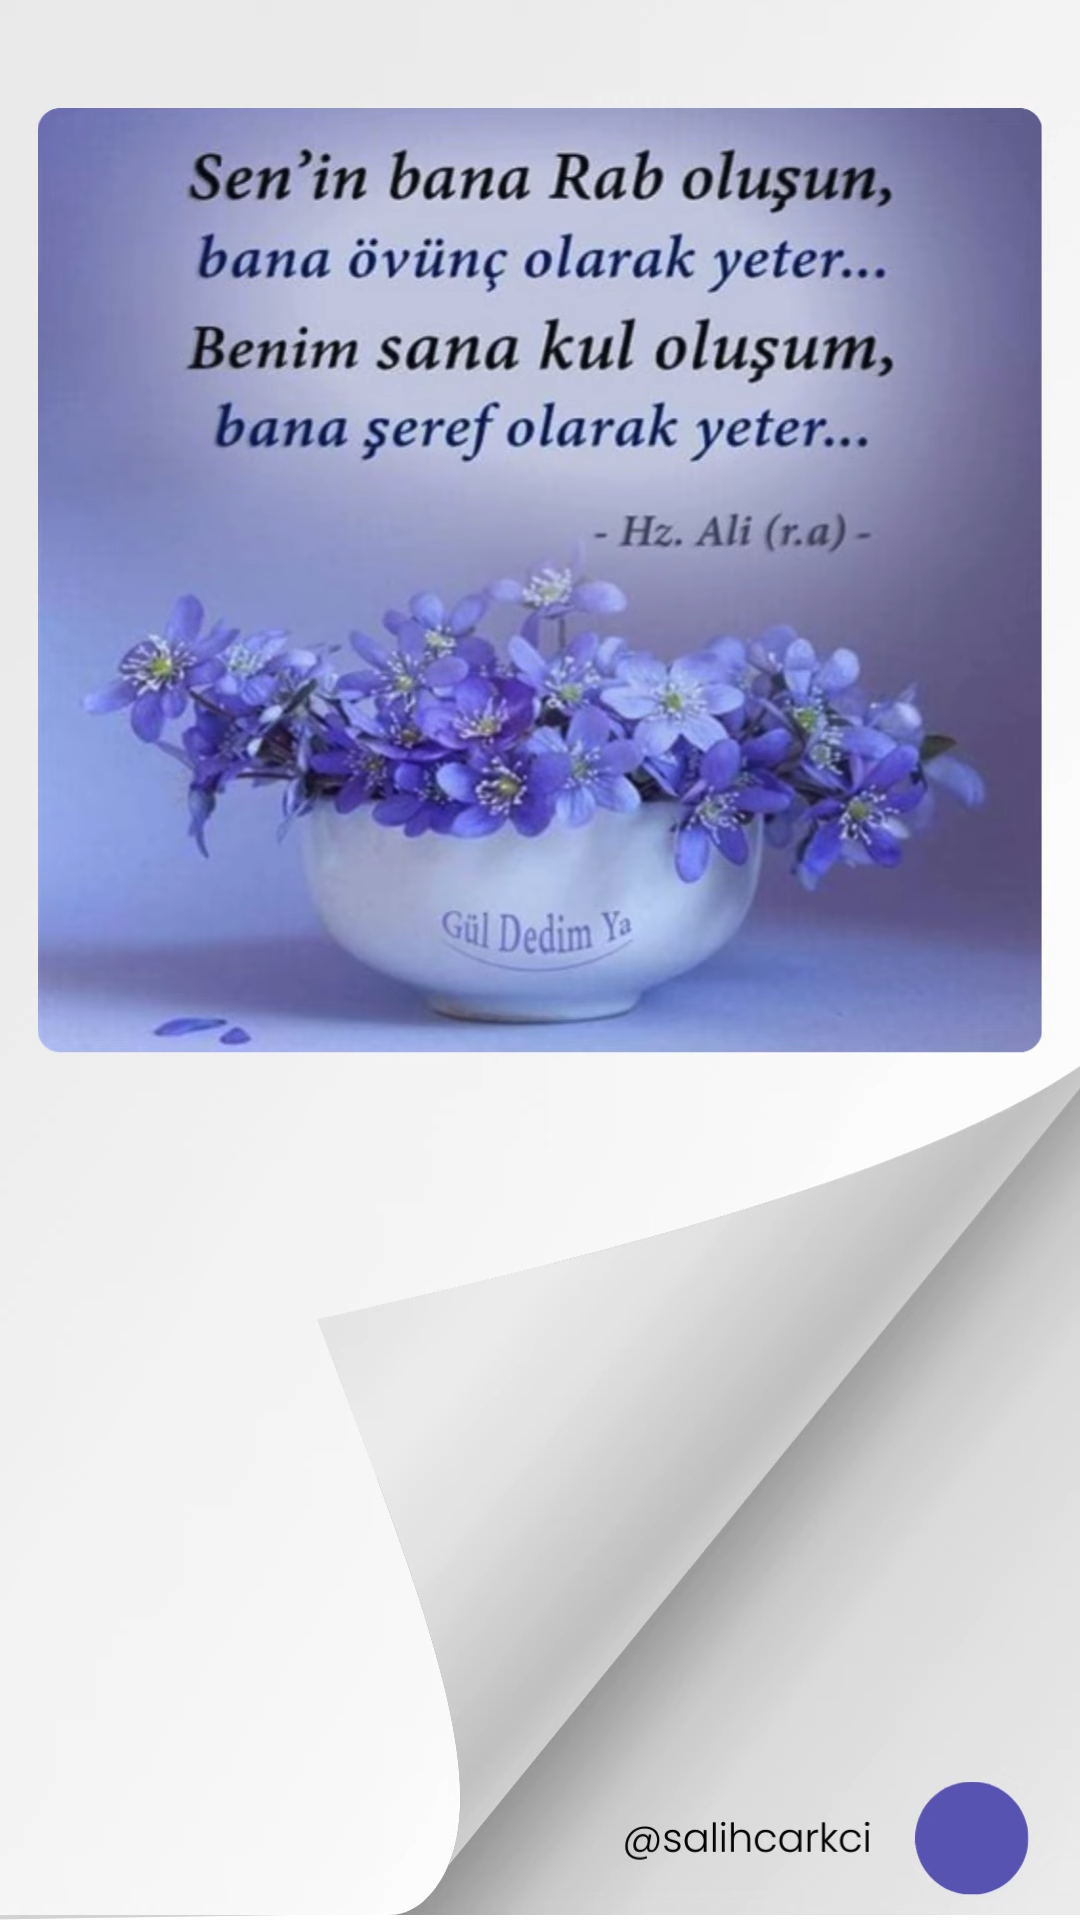 Sen’in bana Rab oluşun,
bana övünç olarak yeter...
Benim sana kul oluşum,
bana şeref olarak yeter...
- Hz. Ali (r.a) -
Gül Dedim Ya
@salihcarkci